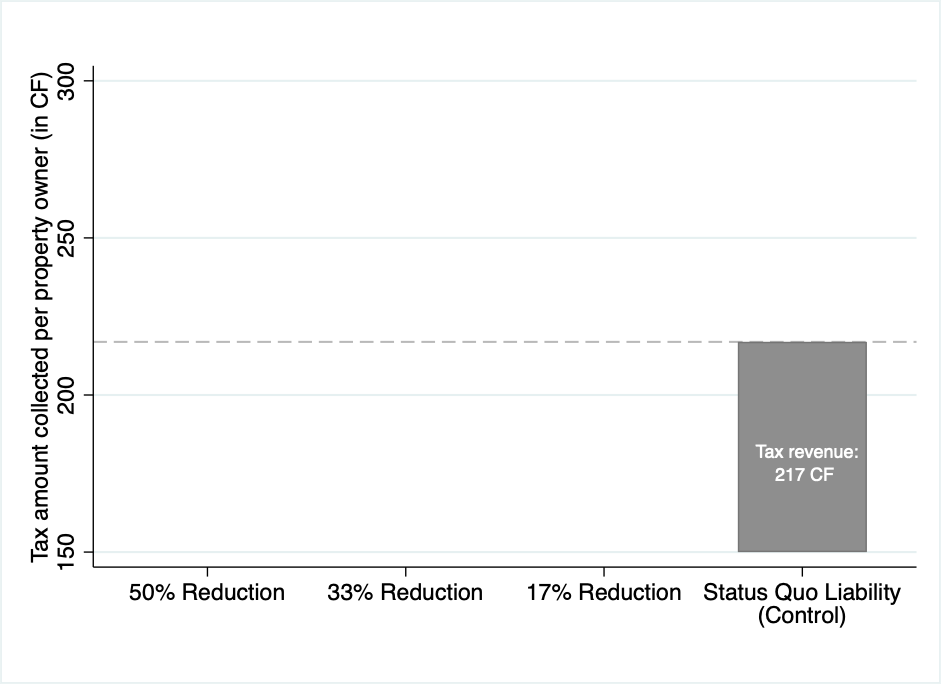 Tax amount collected per property owner (in CF)
300
250
200
150
Tax revenue:
217 CF
50% Reduction
33% Reduction
17% Reduction
Status Quo Liability
(Control)